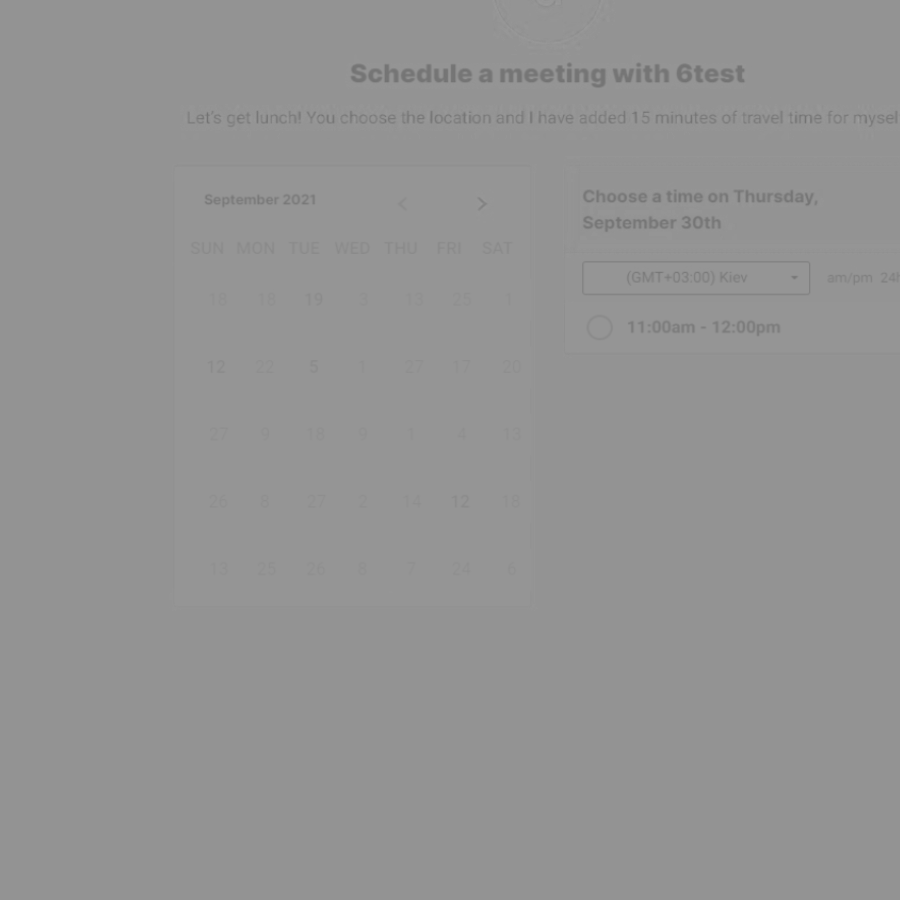 Schedule a meeting with 6test
Let's get lunch! You choose the location and I have added 15 minutes of travel time for mysel
September 2021
SUN MON TUE WED THU FRI SAT
18 18 19 3 13 25 1
12 22 5 1 27 17 20
27 9 18 9 1 4 13
26 8 27 2 14 12 18
13 25 26 8 7 24 6
Choose a time on Thursday,
September 30th
(GMT+03:00) Kiev am/pm 24h
11:00am - 12:00pm